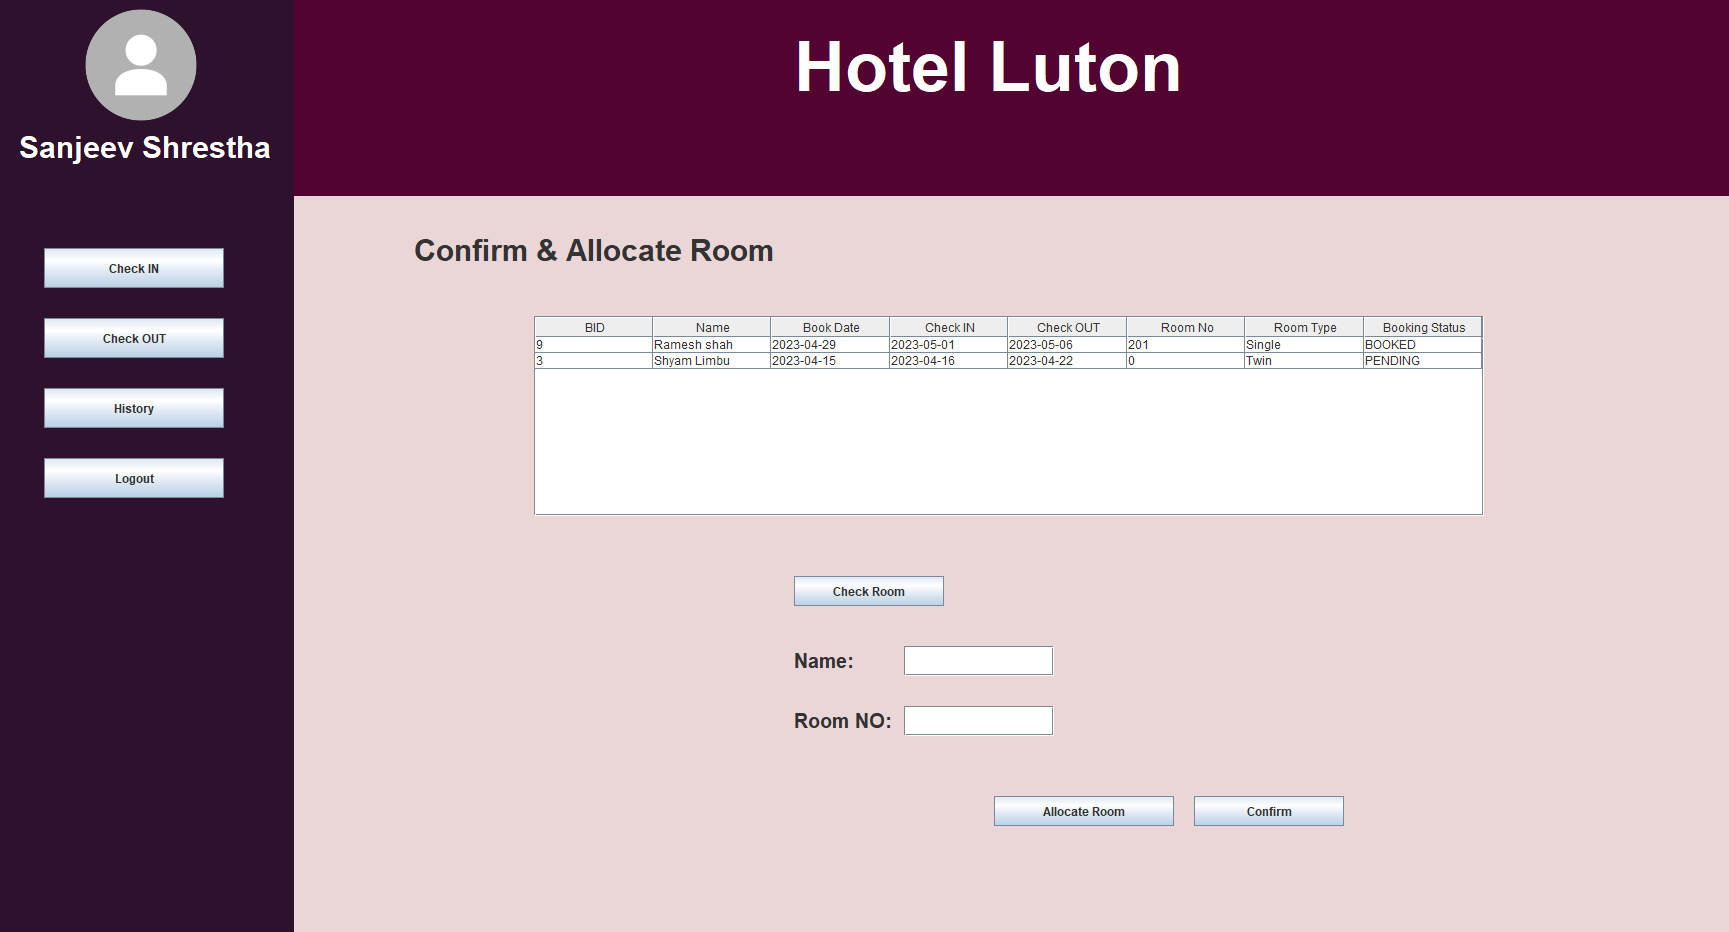 Hotel Luton
Sanjeev Shrestha
Check IN
Check OUT
History
Logout
Confirm & Allocate Room
BID Name Book Date Check IN Check OUT Room No Room Type Booking Status
9 Ramesh shah 2023-04-29 2023-05-01 2023-05-06 201 Single BOOKED
3 Shyam Limbu 2023-04-15 2023-04-16 2023-04-22 0 Twin PENDING
Check Room
Name:
Room NO:
Allocate Room Confirm